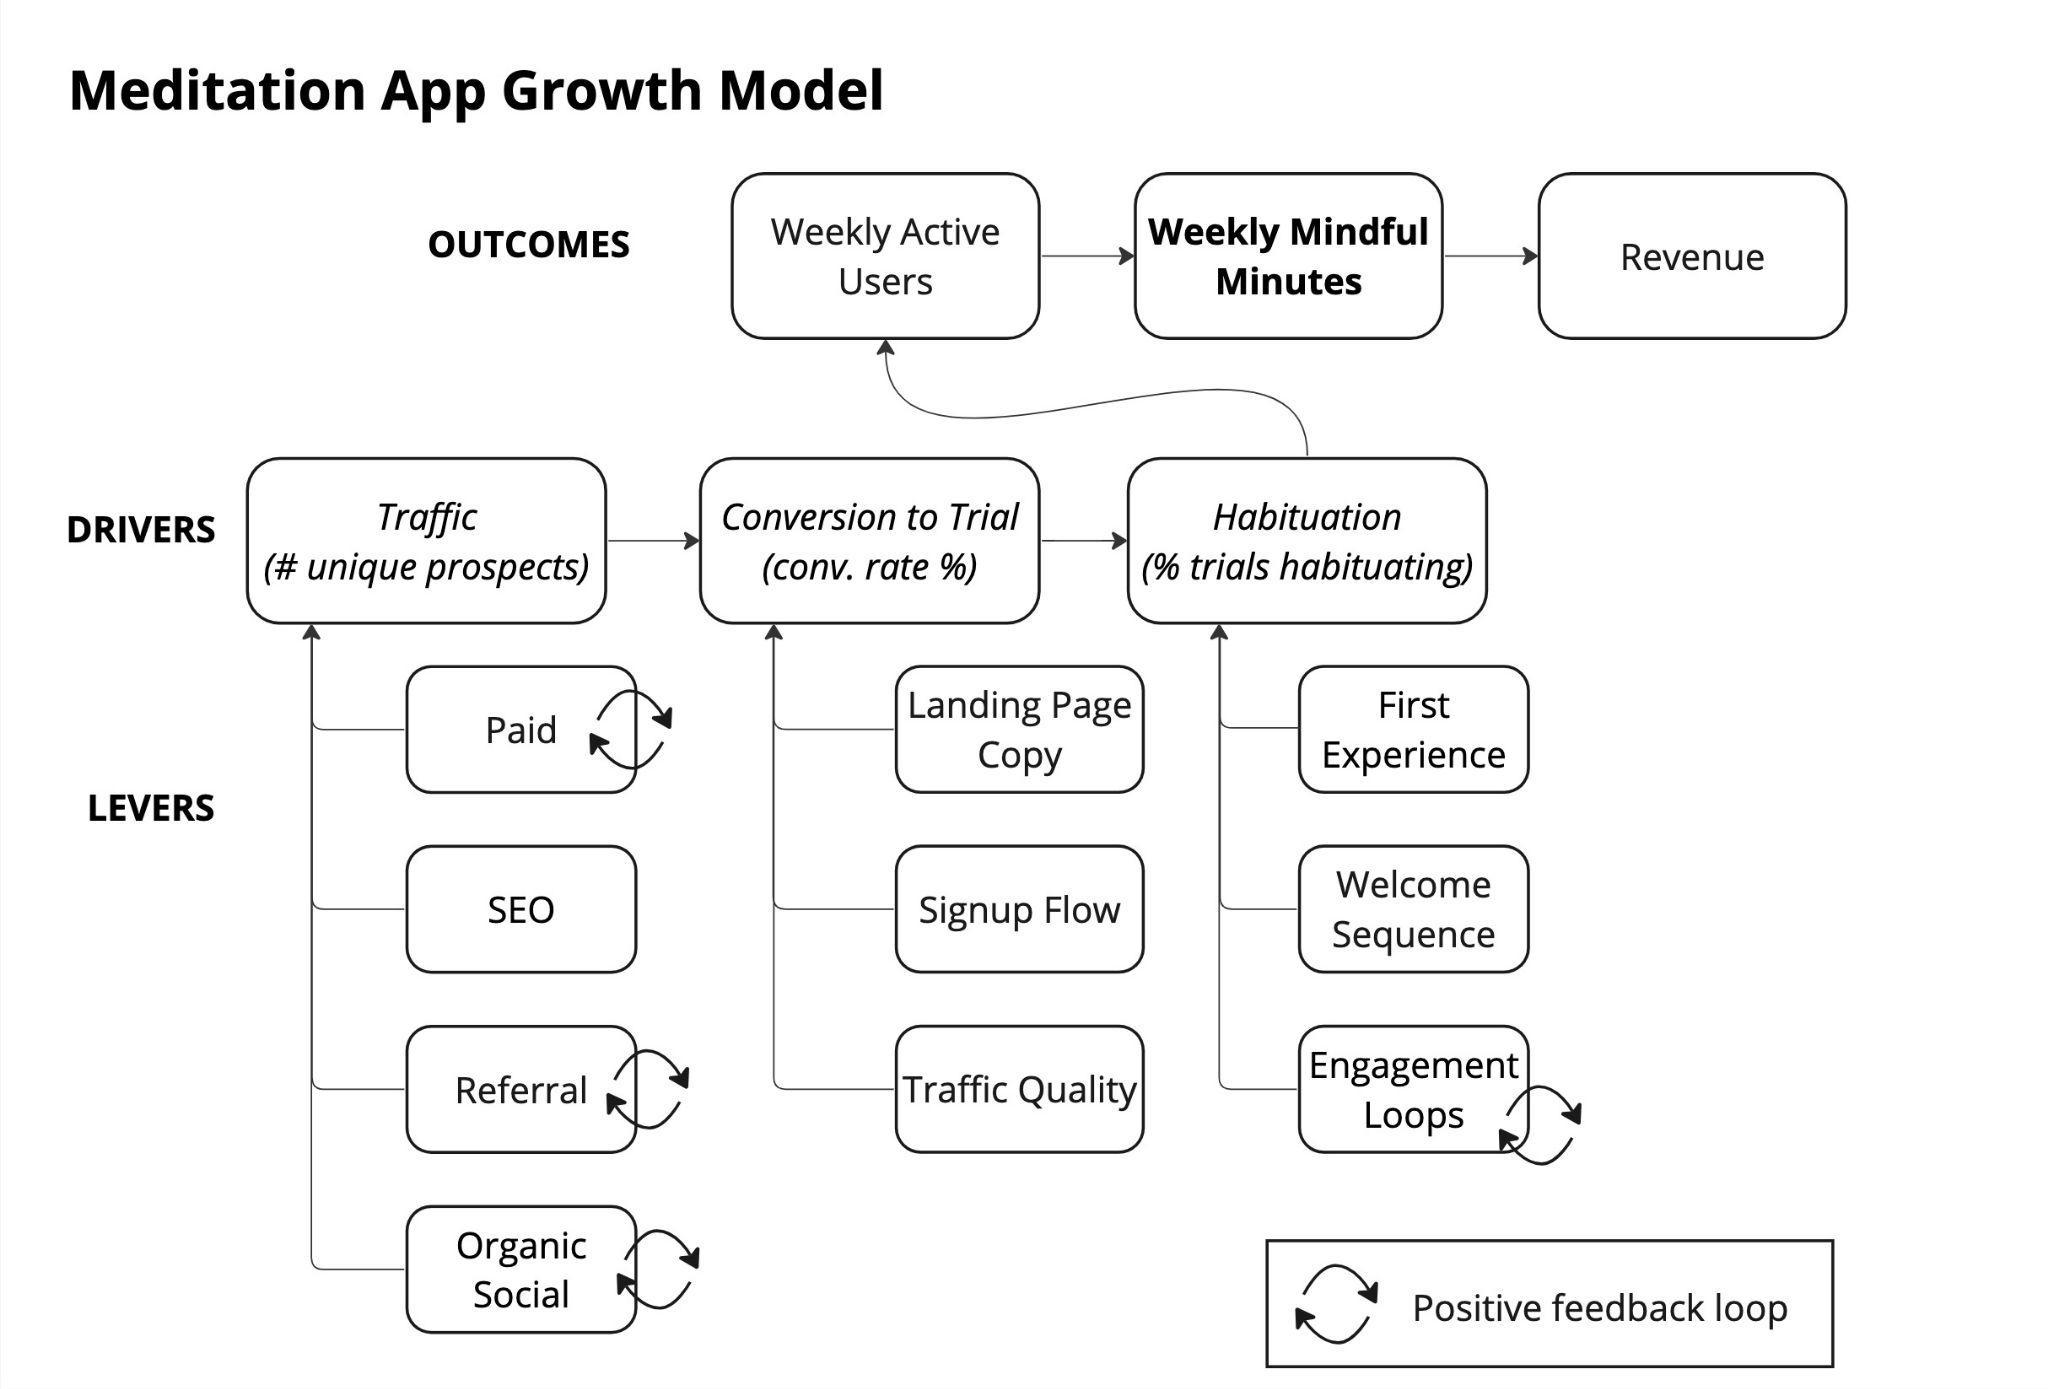 Meditation App Growth Model
OUTCOMES
Weekly Active
Users
Weekly Mindful
Minutes
Revenue
DRIVERS
Traffic
(# unique prospects)
Conversion to Trial
(conv. rate %)
Habituation
(% trials habituating)
LEVERS
Paid
SEO
Referral
Organic
Social
Landing Page
Copy
Signup Flow
Traffic Quality
First
Experience
Welcome
Sequence
Engagement
Loops
Positive feedback loop